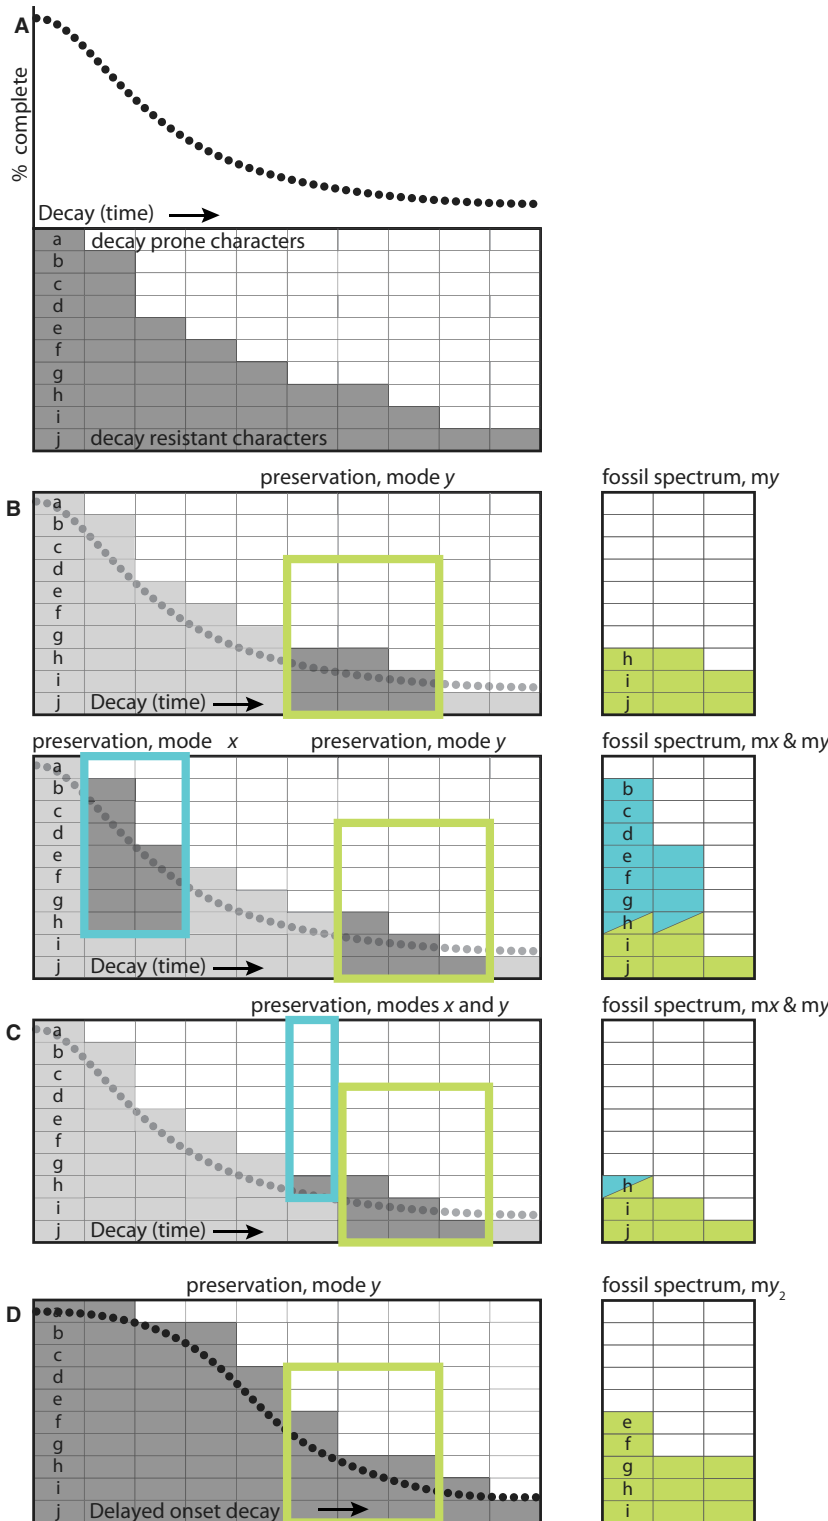 A
% complete
Decay (time)
a decay prone characters
b
c
d
e
f
g
h
i
j decay resistant characters
preservation, mode y
fossil spectrum, my
B
a
b
c
d
e
f
g
h
i
j Decay (time)
h
i
j
preservation, mode x
preservation, mode y
fossil spectrum, mx & my
a
b
c
d
e
f
g
h
i
j Decay (time)
b
c
d
e
f
g
h
i
j
preservation, modes x and y
fossil spectrum, mx & my
C
a
b
c
d
e
f
g
h
i
j Decay (time)
h
i
j
preservation, mode y
fossil spectrum, my₂
D
b
c
d
e
f
g
h
i
j Delayed onset decay
e
f
g
h
i